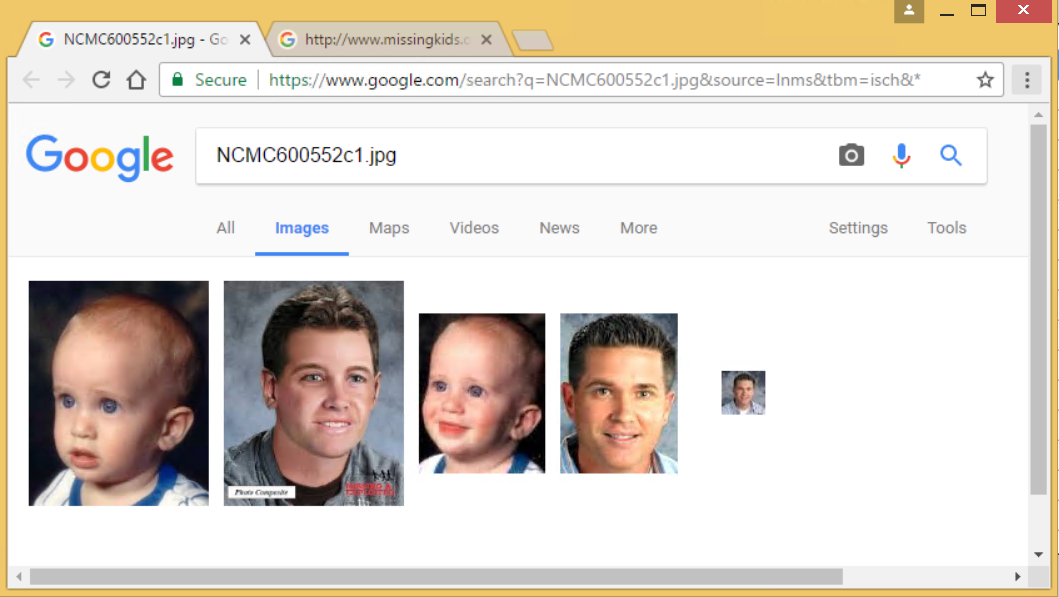 NCMC600552c1.jpg - Go
http://www.missingkids.c
Secure
https://www.google.com/search?q=NCMC600552c1.jpg&source=lnms&tbm=isch&*
Google
NCMC600552c1.jpg
All
Images
Maps
Videos
News
More
Settings
Tools
Photo Composite